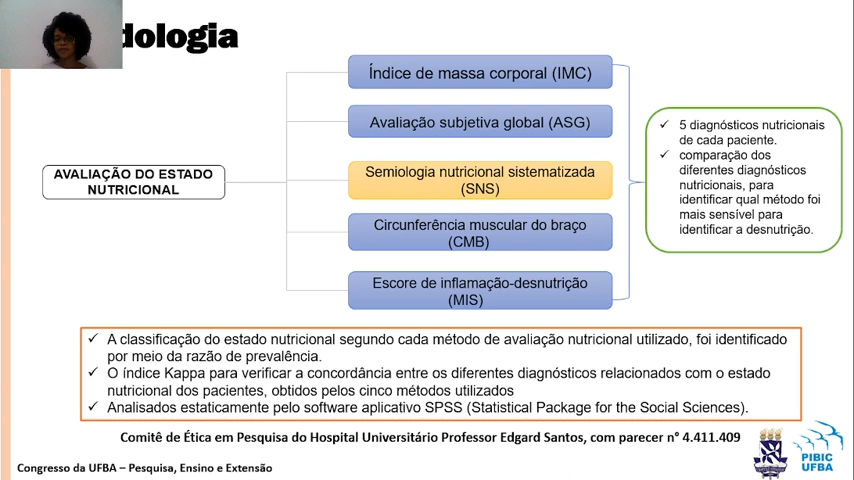 dologia
Índice de massa corporal (IMC)
Avaliação subjetiva global (ASG)
Semiologia nutricional sistematizada
(SNS)
Circunferência muscular do braço
(CMB)
Escore de inflamação-desnutrição
(MIS)
AVALIAÇÃO DO ESTADO
NUTRICIONAL
✓ 5 diagnósticos nutricionais
de cada paciente.
✓ comparação dos
diferentes diagnósticos
nutricionais, para
identificar qual método foi
mais sensível para
identificar a desnutrição.
✓ A classificação do estado nutricional segundo cada método de avaliação nutricional utilizado, foi identificado
por meio da razão de prevalência.
✓ O índice Kappa para verificar a concordância entre os diferentes diagnósticos relacionados com o estado
nutricional dos pacientes, obtidos pelos cinco métodos utilizados
✓ Analisados estaticamente pelo software aplicativo SPSS (Statistical Package for the Social Sciences).
Comitê de Ética em Pesquisa do Hospital Universitário Professor Edgard Santos, com parecer n° 4.411.409
Congresso da UFBA – Pesquisa, Ensino e Extensão
PIBIC
UFBA